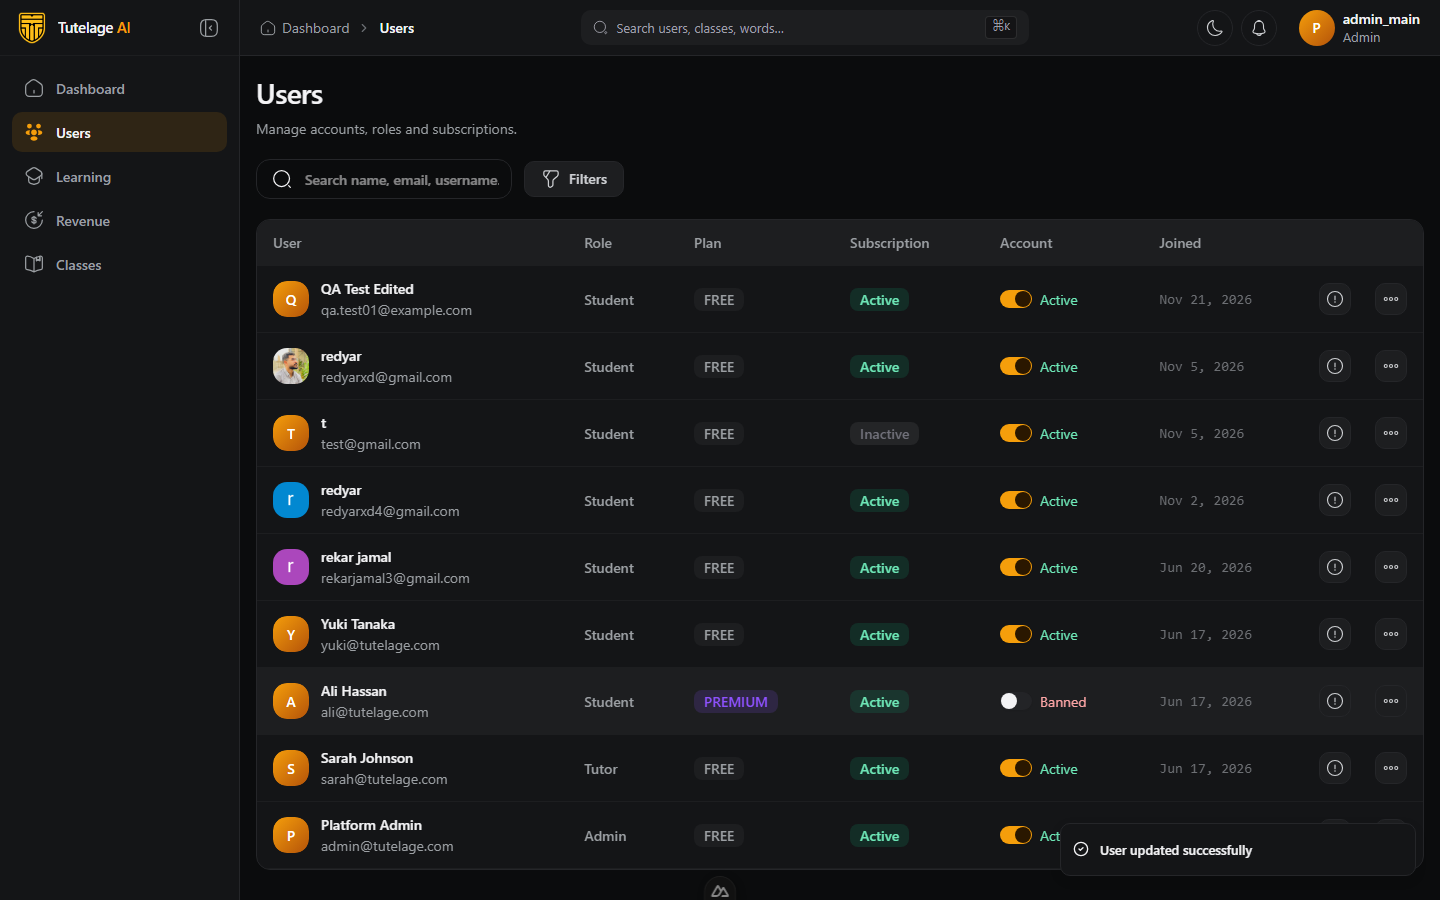 Tutelage AI
Dashboard
Users
Search users, classes, words...
⌘K
P
admin_main
Admin
Dashboard
Users
Learning
Revenue
Classes
Users
Manage accounts, roles and subscriptions.
Search name, email, username.
Filters
User Role Plan Subscription Account Joined
Q QA Test Edited qa.test01@example.com Student FREE Active Active Nov 21, 2026
redyar redyarxd@gmail.com Student FREE Active Active Nov 5, 2026
T t test@gmail.com Student FREE Inactive Active Nov 5, 2026
r redyar redyarxd4@gmail.com Student FREE Active Active Nov 2, 2026
r rekar jamal rekarjamal3@gmail.com Student FREE Active Active Jun 20, 2026
Y Yuki Tanaka yuki@tutelage.com Student FREE Active Active Jun 17, 2026
A Ali Hassan ali@tutelage.com Student PREMIUM Active Banned Jun 17, 2026
S Sarah Johnson sarah@tutelage.com Tutor FREE Active Active Jun 17, 2026
P Platform Admin admin@tutelage.com Admin FREE Active Act
User updated successfully